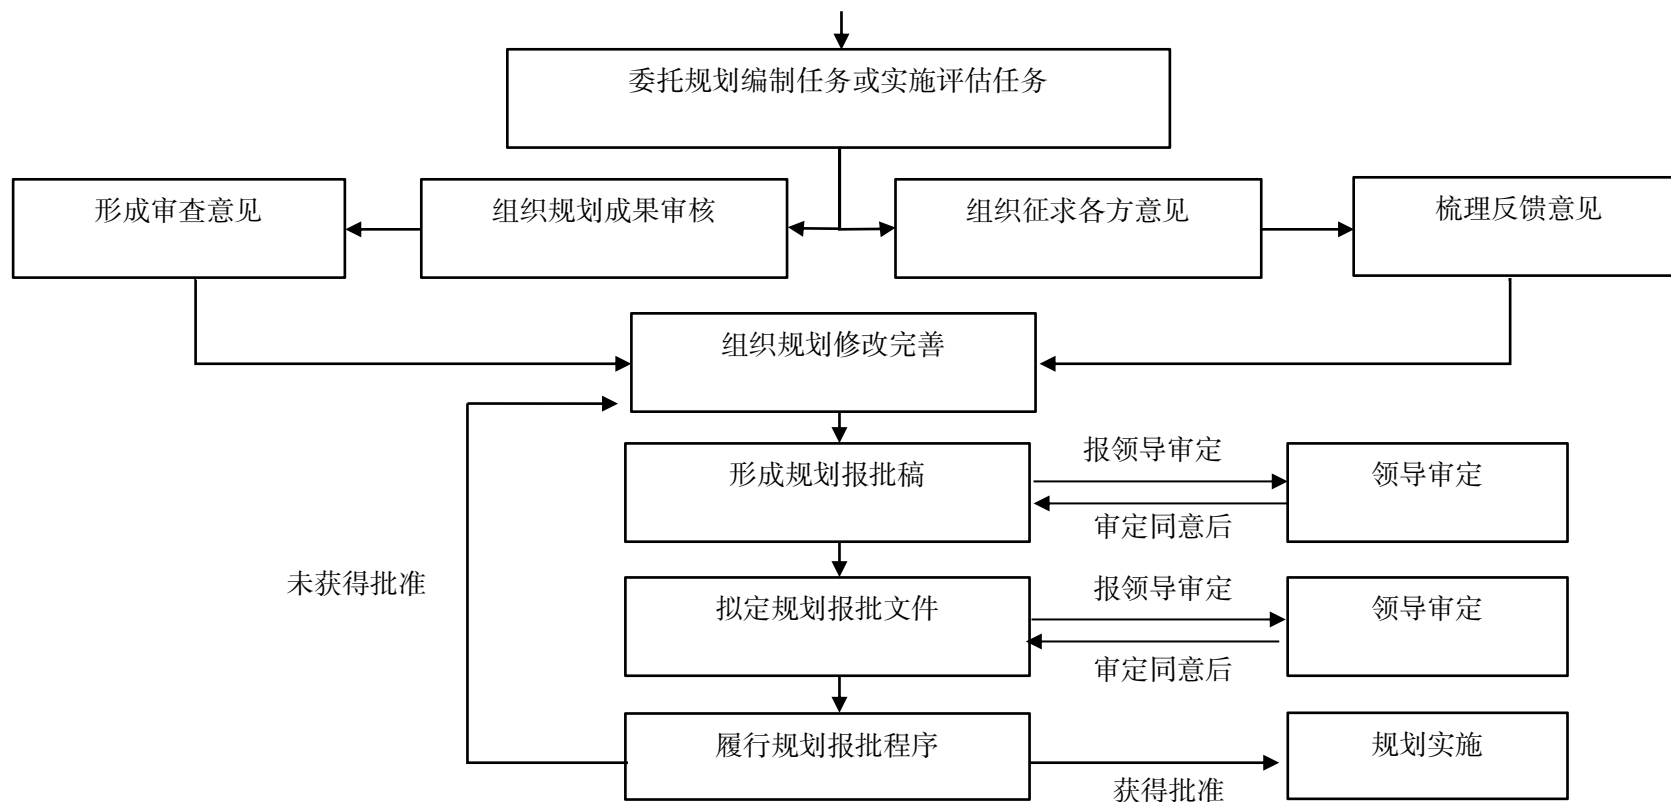 委托规划编制任务或实施评估任务
形成审查意见
组织规划成果审核
组织征求各方意见
梳理反馈意见
组织规划修改完善
形成规划报批稿
报领导审定
领导审定
审定同意后
未获得批准
拟定规划报批文件
报领导审定
领导审定
审定同意后
履行规划报批程序
规划实施
获得批准